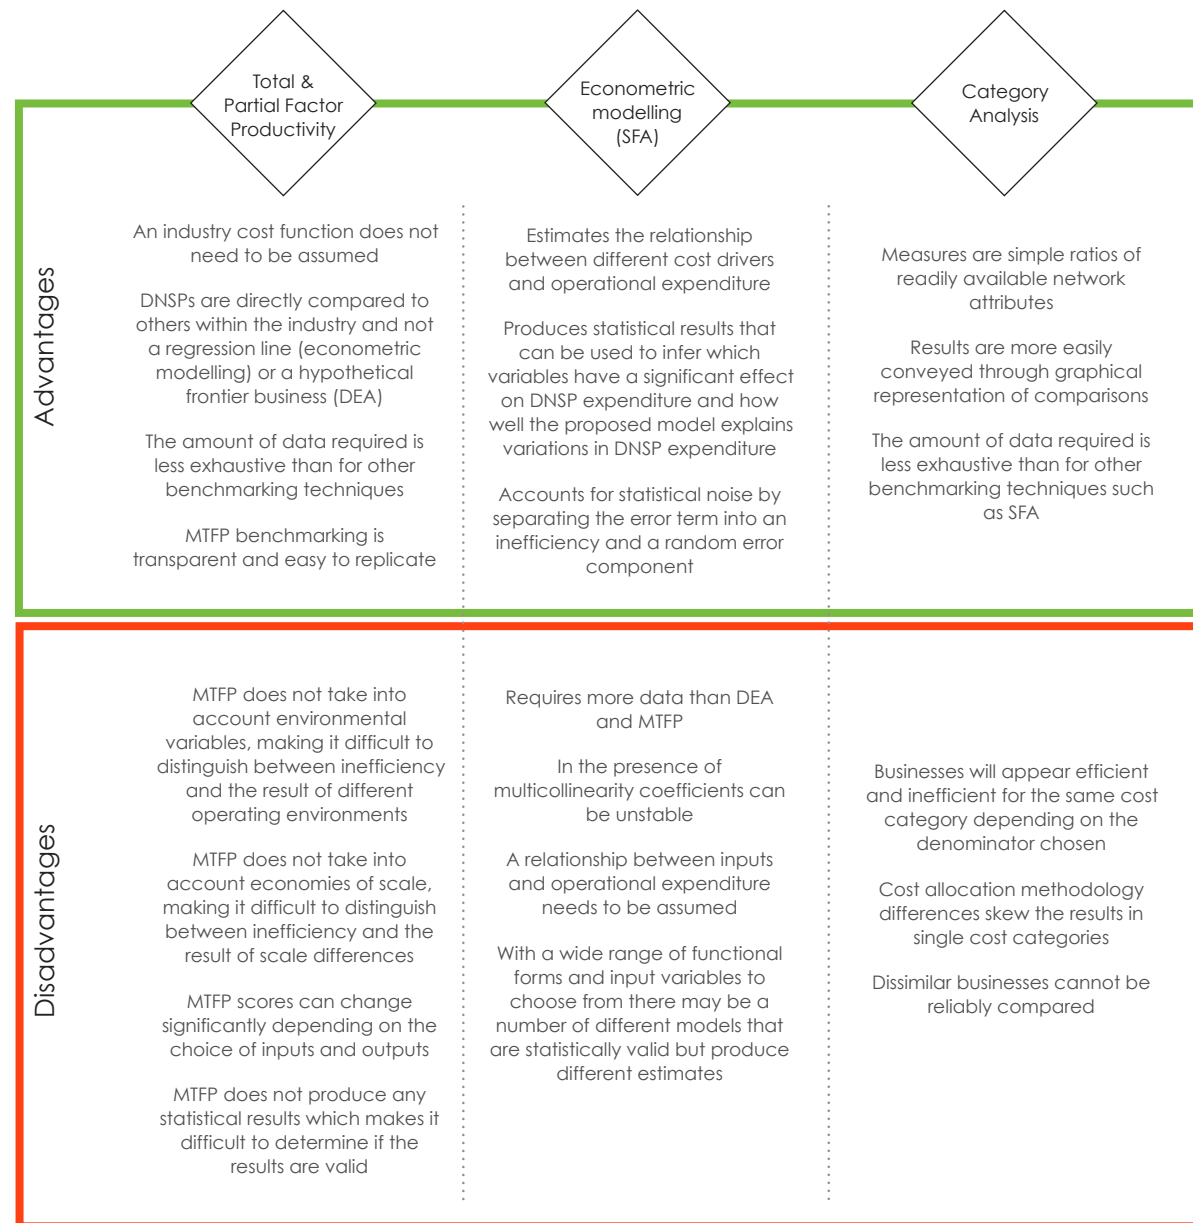 Total &
Partial Factor
Productivity
Econometric
modelling
(SFA)
Category
Analysis
Advantages
An industry cost function does not
need to be assumed
DNSPs are directly compared to
others within the industry and not
a regression line (econometric
modelling) or a hypothetical
frontier business (DEA)
The amount of data required is
less exhaustive than for other
benchmarking techniques
MTFP benchmarking is
transparent and easy to replicate
Estimates the relationship
between different cost drivers
and operational expenditure
Produces statistical results that
can be used to infer which
variables have a significant effect
on DNSP expenditure and how
well the proposed model explains
variations in DNSP expenditure
Accounts for statistical noise by
separating the error term into an
inefficiency and a random error
component
Measures are simple ratios of
readily available network
attributes
Results are more easily
conveyed through graphical
representation of comparisons
The amount of data required is
less exhaustive than for other
benchmarking techniques such
as SFA
Disadvantages
MTFP does not take into
account environmental
variables, making it difficult to
distinguish between inefficiency
and the result of different
operating environments
MTFP does not take into
account economies of scale,
making it difficult to distinguish
between inefficiency and the
result of scale differences
MTFP scores can change
significantly depending on the
choice of inputs and outputs
MTFP does not produce any
statistical results which makes it
difficult to determine if the
results are valid
Requires more data than DEA
and MTFP
In the presence of
multicollinearity coefficients can
be unstable
A relationship between inputs
and operational expenditure
needs to be assumed
With a wide range of functional
forms and input variables to
choose from there may be a
number of different models that
are statistically valid but produce
different estimates
Businesses will appear efficient
and inefficient for the same cost
category depending on the
denominator chosen
Cost allocation methodology
differences skew the results in
single cost categories
Dissimilar businesses cannot be
reliably compared